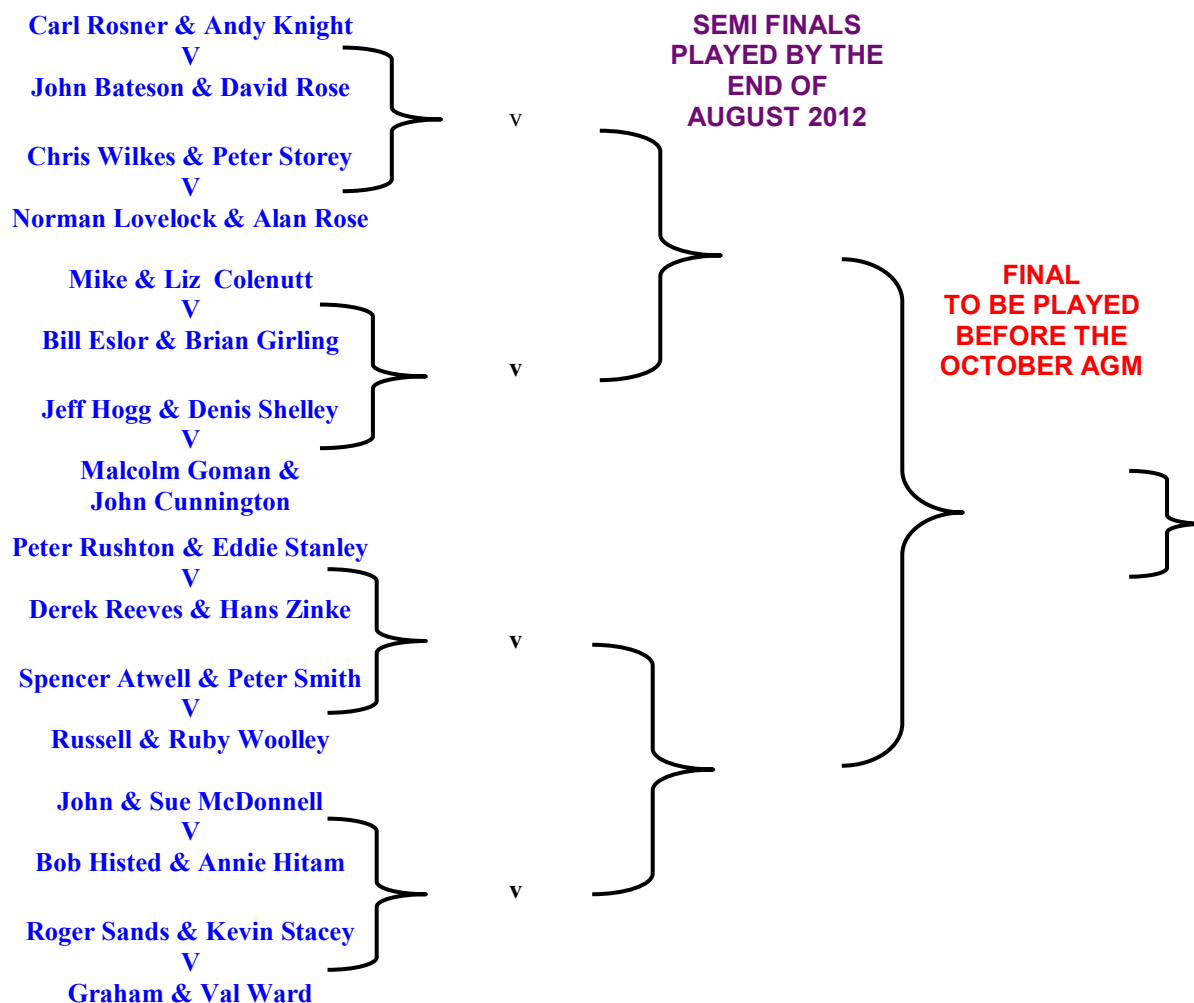 Carl Rosner & Andy Knight
V
John Bateson & David Rose
Chris Wilkes & Peter Storey
V
Norman Lovelock & Alan Rose
Mike & Liz  Colenutt
V
Bill Eslor & Brian Girling
Jeff Hogg & Denis Shelley
V
Malcolm Goman &
John Cunnington
Peter Rushton & Eddie Stanley
V
Derek Reeves & Hans Zinke
Spencer Atwell & Peter Smith
V
Russell & Ruby Woolley
John & Sue McDonnell
V
Bob Histed & Annie Hitam
Roger Sands & Kevin Stacey
V
Graham & Val Ward
v
v
v
v
SEMI FINALS
PLAYED BY THE
END OF
AUGUST 2012
FINAL
TO BE PLAYED
BEFORE THE
OCTOBER AGM